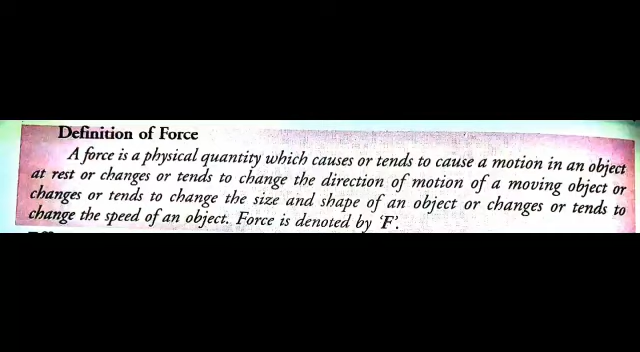 Definition of Force
A force is a physical quantity which causes or tends to cause a motion in an object
at rest or changes or tends to change the direction of motion of a moving object or
changes or tends to change the size and shape of an object or changes or tends to
change the speed of an object. Force is denoted by ‘F’.